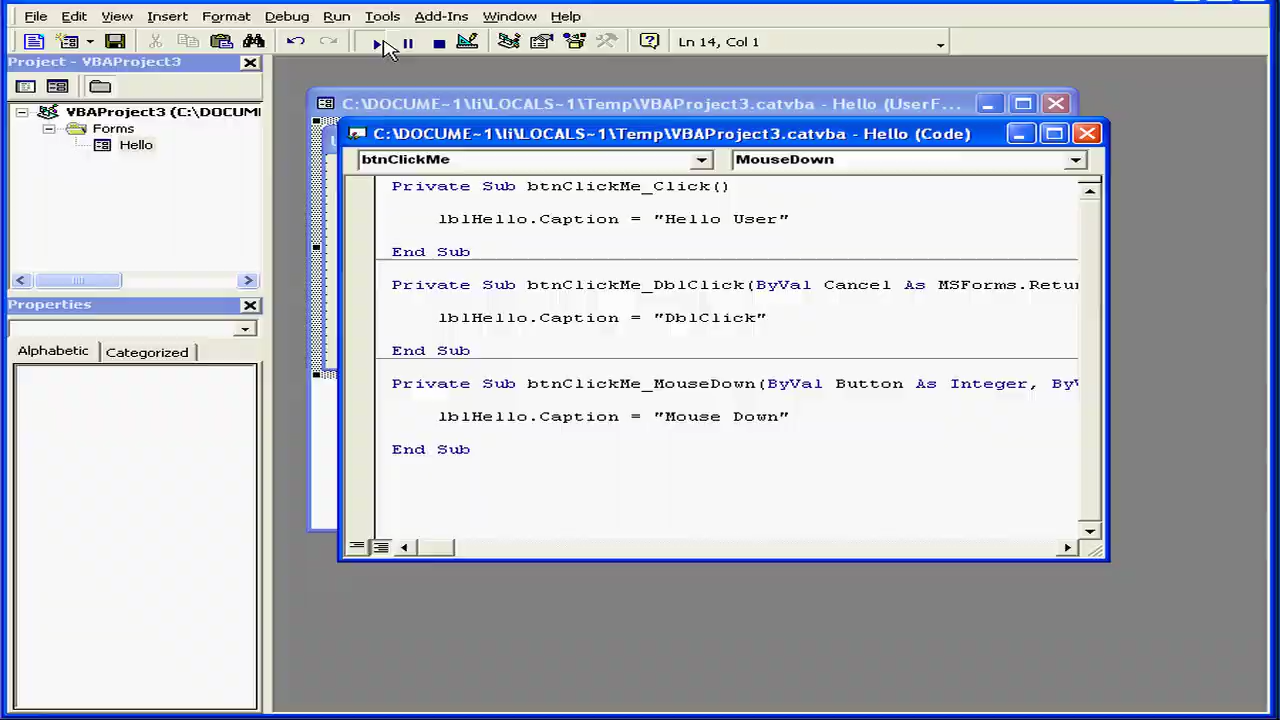 File Edit View Insert Format Debug Run Tools Add-Ins Window Help
Ln 14, Col 1
Project - VBAProject3
VBAProject3 (C:\DOCUME
Forms
Hello
Properties
Alphabetic Categorized
C:\DOCUME~1\li\LOCALS~1\Temp\VBAProject3.catvba - Hello (UserF...
C:\DOCUME~1\li\LOCALS~1\Temp\VBAProject3.catvba - Hello (Code)
btnClickMe MouseDown
Private Sub btnClickMe_Click()
lblHello.Caption = "Hello User"
End Sub
Private Sub btnClickMe_DblClick(ByVal Cancel As MSForms.Retur
lblHello.Caption = "DblClick"
End Sub
Private Sub btnClickMe_MouseDown(ByVal Button As Integer, ByV
lblHello.Caption = "Mouse Down"
End Sub